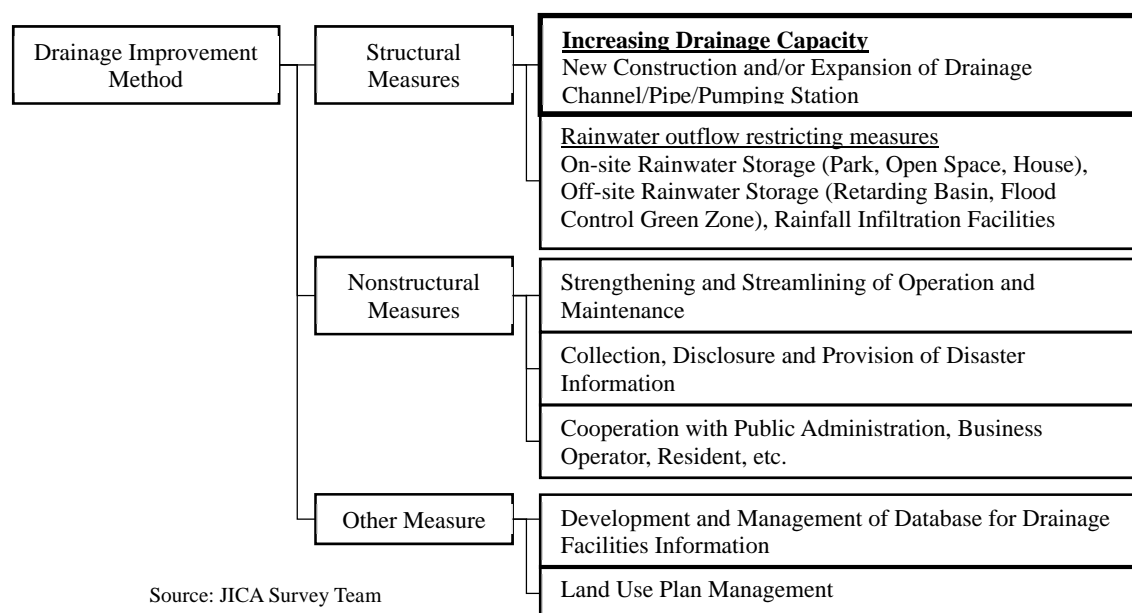 Drainage Improvement
Method
Structural
Measures
Increasing Drainage Capacity
New Construction and/or Expansion of Drainage
Channel/Pipe/Pumping Station
Rainwater outflow restricting measures
On-site Rainwater Storage (Park, Open Space, House),
Off-site Rainwater Storage (Retarding Basin, Flood
Control Green Zone), Rainfall Infiltration Facilities
Nonstructural
Measures
Strengthening and Streamlining of Operation and
Maintenance
Collection, Disclosure and Provision of Disaster
Information
Cooperation with Public Administration, Business
Operator, Resident, etc.
Other Measure
Development and Management of Database for Drainage
Facilities Information
Land Use Plan Management
Source: JICA Survey Team